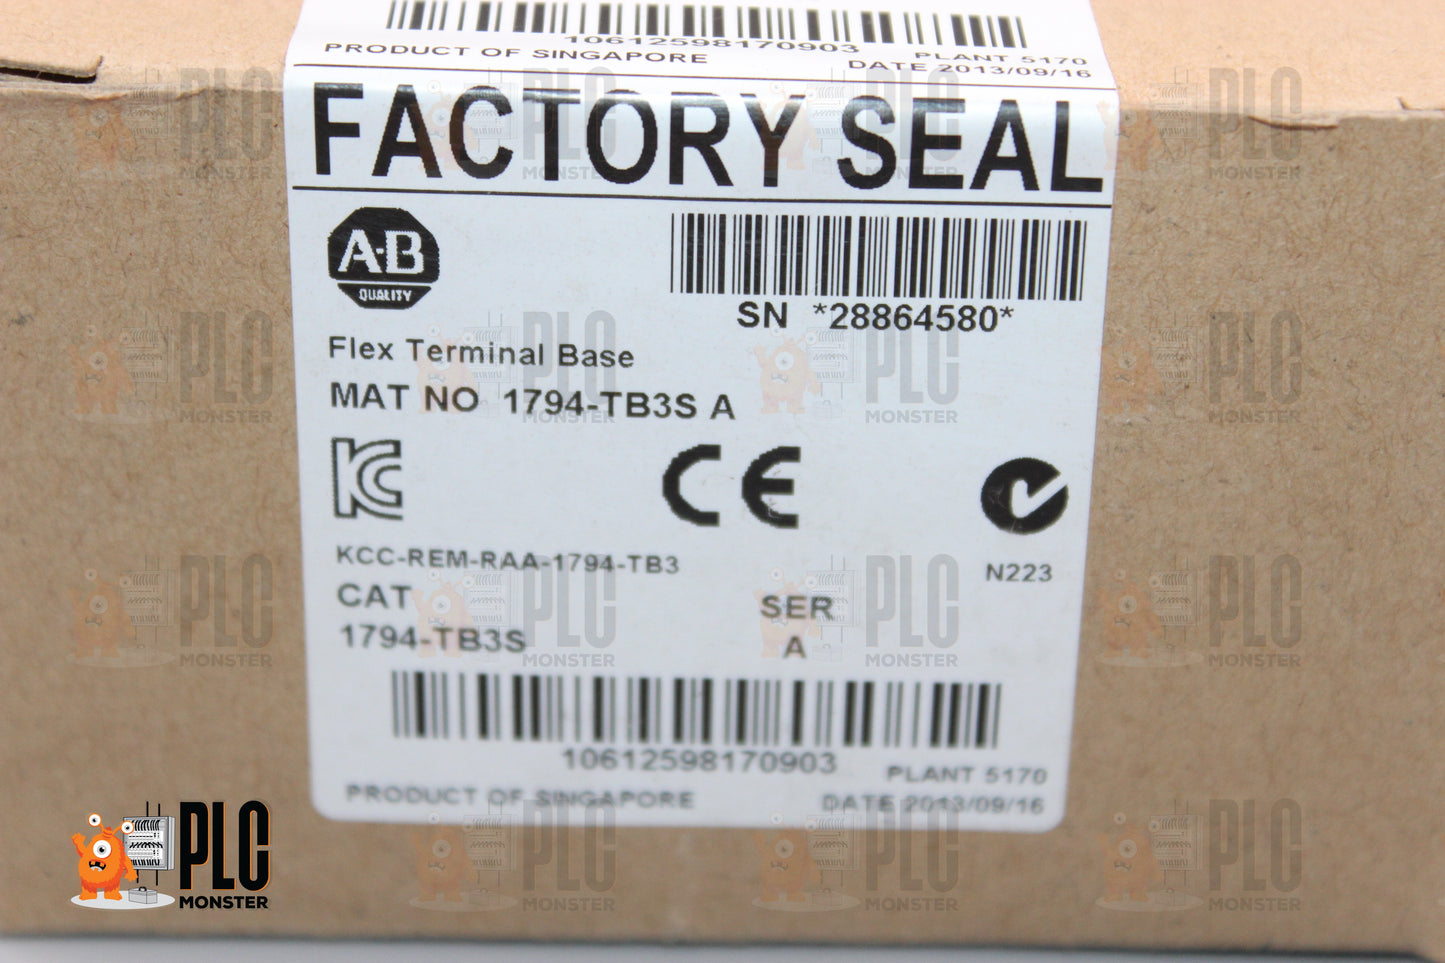 10612598170903
PRODUCT OF SINGAPORE
PLANT 5170
DATE 2013/09/16
FACTORY SEAL
A-B
QUALITY
SN *28864580*
Flex Terminal Base
MAT NO 1794-TB3S A
KCC-REM-RAA-1794-TB3
N223
CAT
1794-TB3S
SER
A
10612598170903
PRODUCT OF SINGAPORE
PLANT 5170
DATE 2013/09/16
PLC
MONSTER